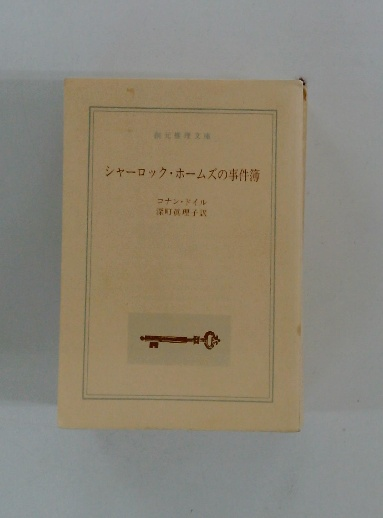 創元推理文庫
シャーロック・ホームズの事件簿
コナン・ドイル
深町眞理子訳